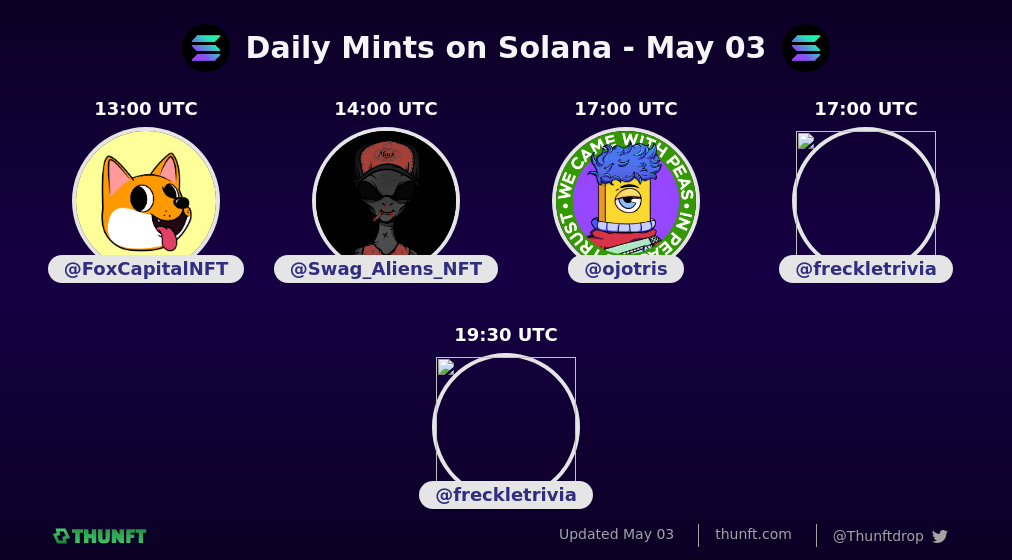 Daily Mints on Solana - May 03
13:00 UTC
14:00 UTC
17:00 UTC
17:00 UTC
Mack
WE CAME WITH PEAS • IN PEA
TRUST •
@FoxCapitalNFT
@Swag_Aliens_NFT
@ojotris
@freckletrivia
19:30 UTC
@freckletrivia
THUNFT
Updated May 03
thunft.com
@Thunftdrop